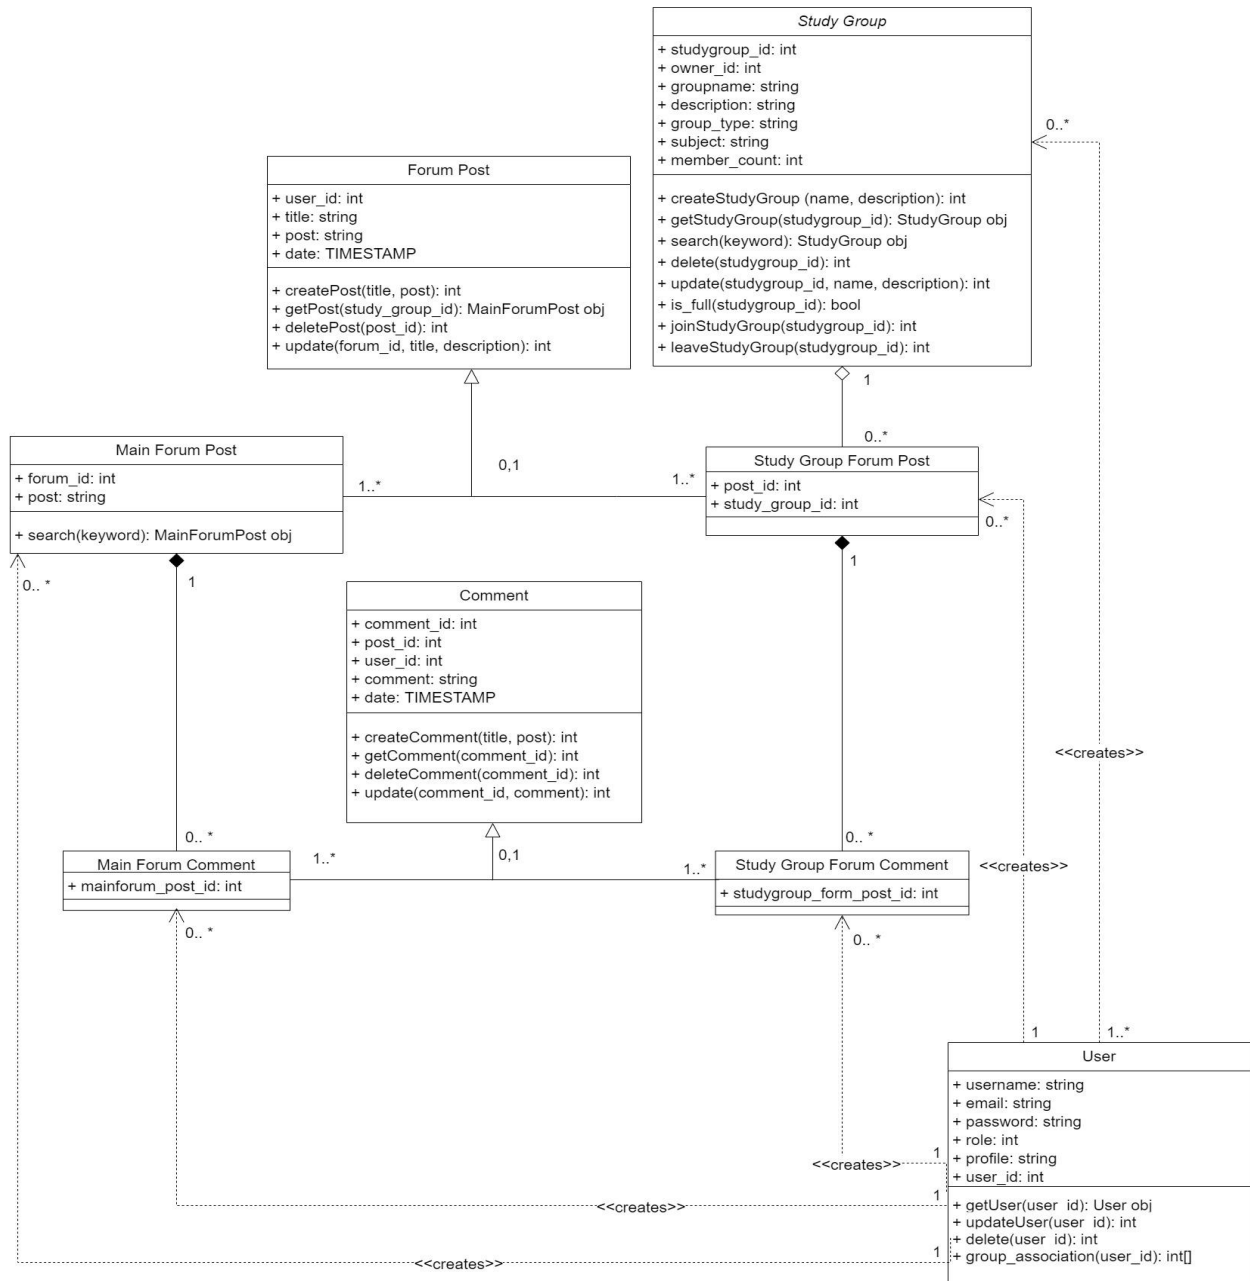 Study Group
+ studygroup_id: int
+ owner_id: int
+ groupname: string
+ description: string
+ group_type: string
+ subject: string
+ member_count: int
+ createStudyGroup (name, description): int
+ getStudyGroup(studygroup_id): StudyGroup obj
+ search(keyword): StudyGroup obj
+ delete(studygroup_id): int
+ update(studygroup_id, name, description): int
+ is_full(studygroup_id): bool
+ joinStudyGroup(studygroup_id): int
+ leaveStudyGroup(studygroup_id): int
0..*
Forum Post
+ user_id: int
+ title: string
+ post: string
+ date: TIMESTAMP
+ createPost(title, post): int
+ getPost(study_group_id): MainForumPost obj
+ deletePost(post_id): int
+ update(forum_id, title, description): int
1
0..*
Main Forum Post
+ forum_id: int
+ post: string
+ search(keyword): MainForumPost obj
1..*
0,1
1..*
Study Group Forum Post
+ post_id: int
+ study_group_id: int
0..*
0.. *
1
1
Comment
+ comment_id: int
+ post_id: int
+ user_id: int
+ comment: string
+ date: TIMESTAMP
+ createComment(title, post): int
+ getComment(comment_id): int
+ deleteComment(comment_id): int
+ update(comment_id, comment): int
<<creates>>
0.. *
0.. *
1..*
0,1
1..*
Main Forum Comment
+ mainforum_post_id: int
Study Group Forum Comment
+ studygroup_form_post_id: int
<<creates>>
0.. *
0.. *
1
1..*
User
+ username: string
+ email: string
+ password: string
+ role: int
+ profile: string
+ user_id: int
+ getUser(user_id): User obj
+ updateUser(user_id): int
+ delete(user_id): int
+ group_association(user_id): int[]
1
<<creates>>
1
<<creates>>
1
<<creates>>